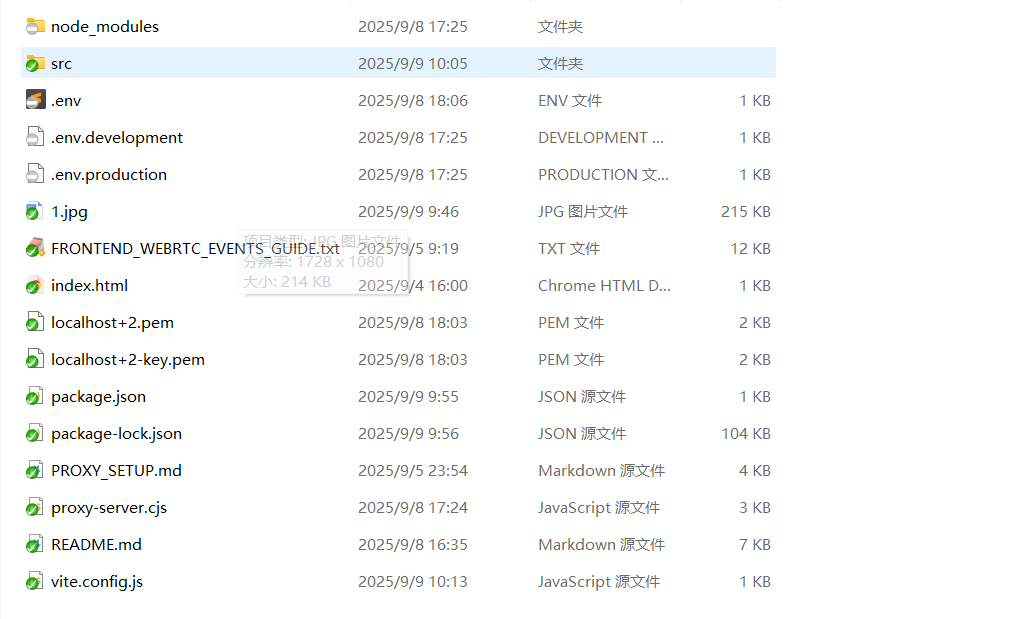 node_modules 2025/9/8 17:25 文件夹
src 2025/9/9 10:05 文件夹
.env 2025/9/8 18:06 ENV 文件 1 KB
.env.development 2025/9/8 17:25 DEVELOPMENT ... 1 KB
.env.production 2025/9/8 17:25 PRODUCTION 文... 1 KB
1.jpg 2025/9/9 9:46 JPG 图片文件 215 KB
项目类型: JPG 图片文件
FRONTEND_WEBRTC_EVENTS_GUIDE.txt 2025/9/5 9:19 TXT 文件 12 KB
分辨率: 1728 x 1080
大小: 214 KB
index.html 2025/9/4 16:00 Chrome HTML D... 1 KB
localhost+2.pem 2025/9/8 18:03 PEM 文件 2 KB
localhost+2-key.pem 2025/9/8 18:03 PEM 文件 2 KB
package.json 2025/9/9 9:55 JSON 源文件 1 KB
package-lock.json 2025/9/9 9:56 JSON 源文件 104 KB
PROXY_SETUP.md 2025/9/5 23:54 Markdown 源文件 4 KB
proxy-server.cjs 2025/9/8 17:24 JavaScript 源文件 3 KB
README.md 2025/9/8 16:35 Markdown 源文件 7 KB
vite.config.js 2025/9/9 10:13 JavaScript 源文件 1 KB